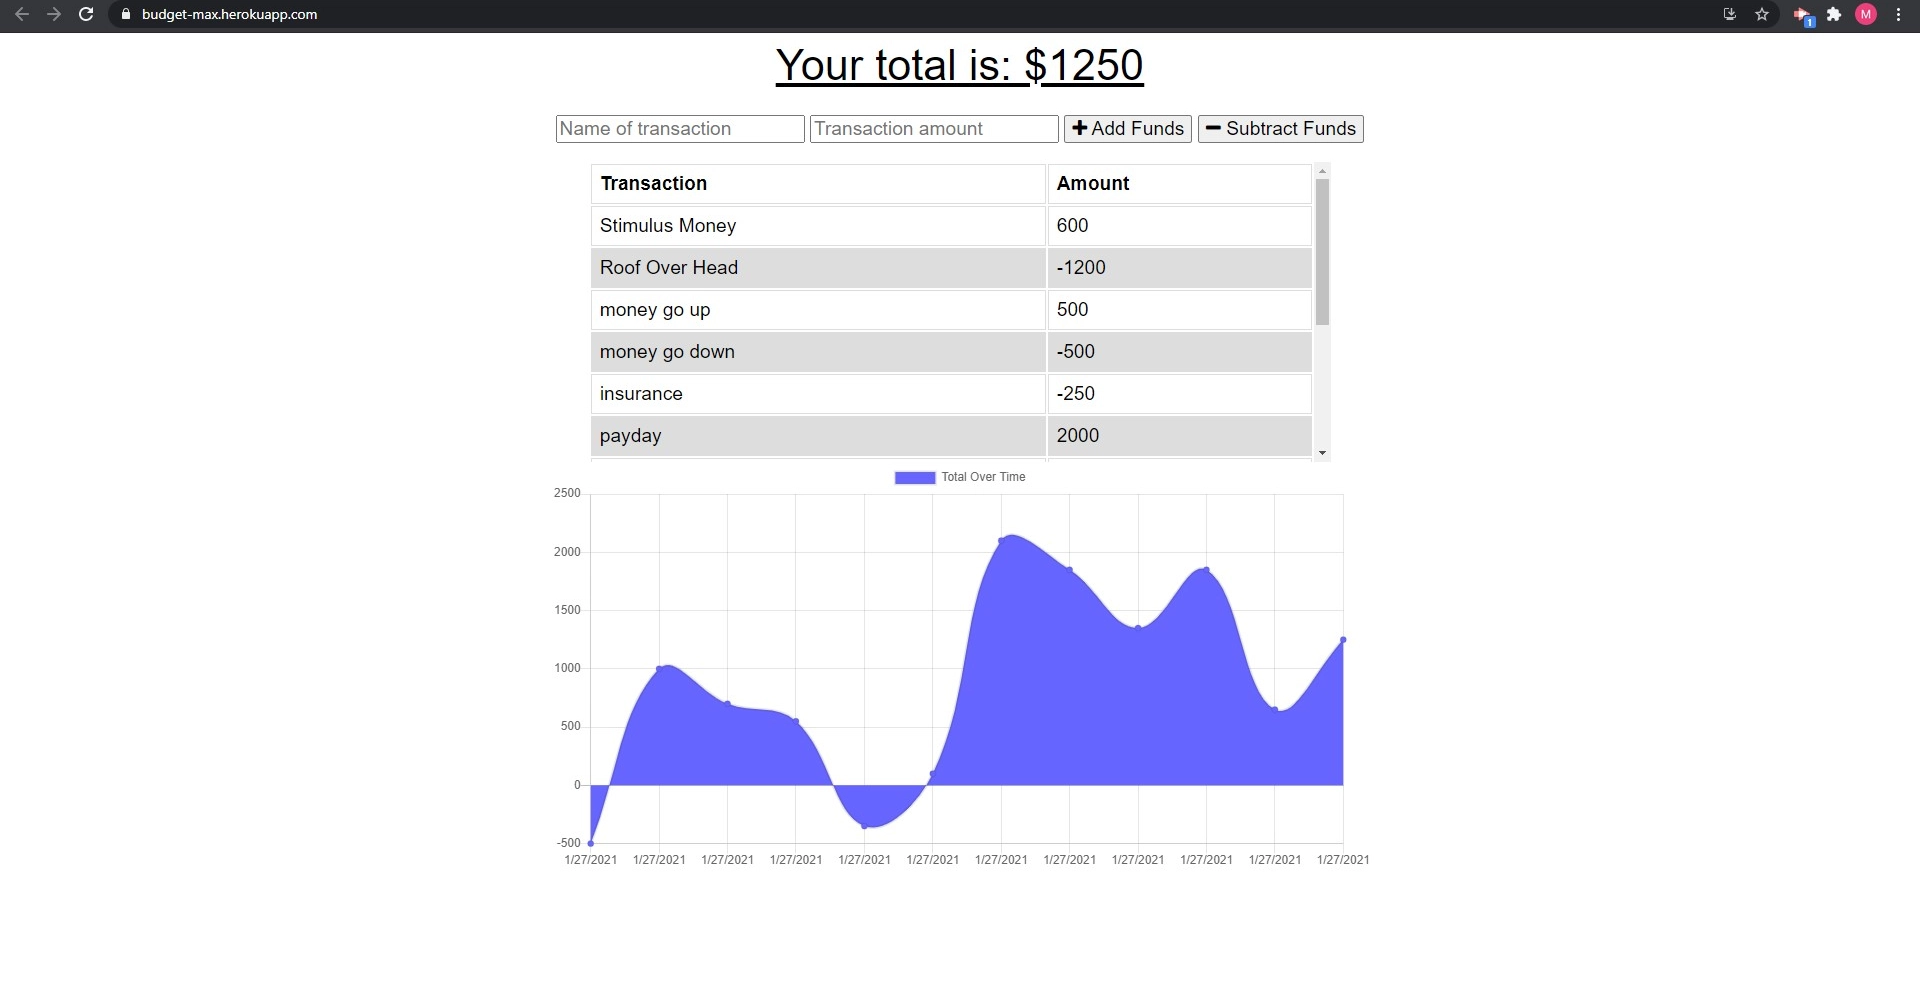 budget-max.herokuapp.com
1
M
Your total is: $1250
Name of transaction Transaction amount Add Funds Subtract Funds
Transaction Amount
Stimulus Money 600
Roof Over Head -1200
money go up 500
money go down -500
insurance -250
payday 2000
Total Over Time
2500
2000
1500
1000
500
0
-500
1/27/2021 1/27/2021 1/27/2021 1/27/2021 1/27/2021 1/27/2021 1/27/2021 1/27/2021 1/27/2021 1/27/2021 1/27/2021 1/27/2021